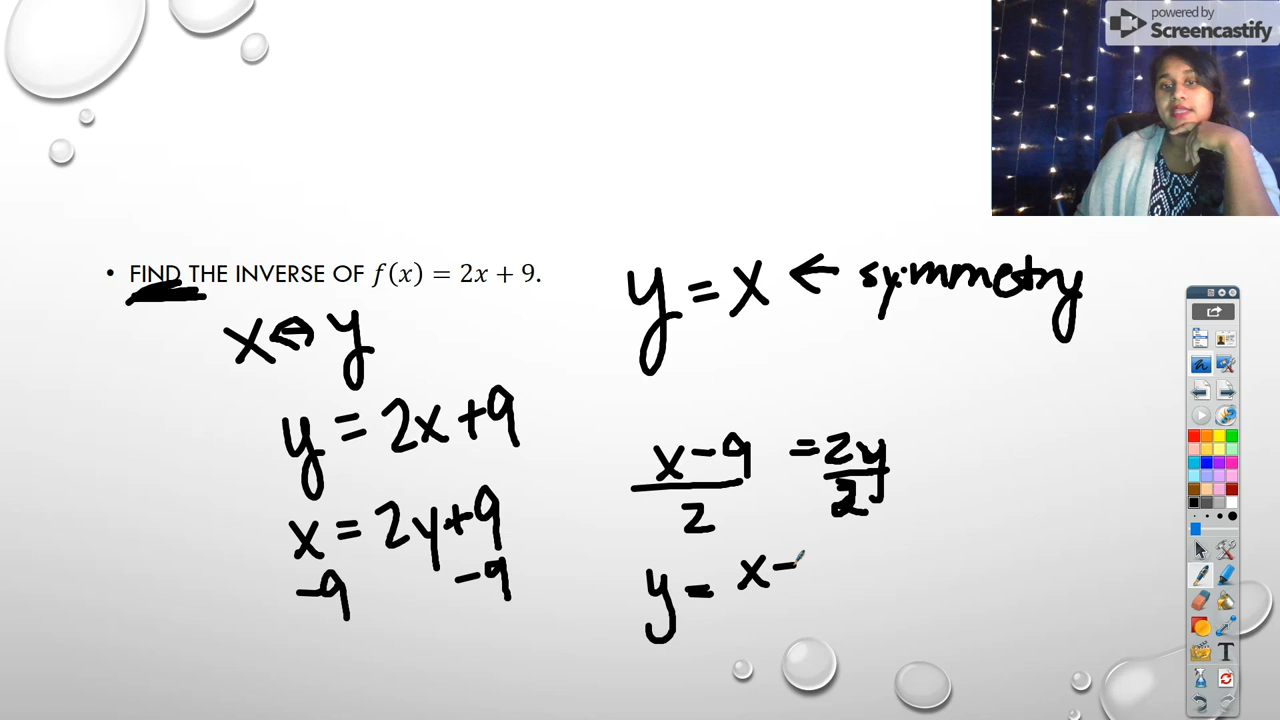 powered by
Screencastify
• FIND THE INVERSE OF f(x) = 2x + 9.
y = x ← symmetry
x ⇔ y
y = 2x+9
x = 2y+9
-9 -9
x-9 = 2y
2 2
y = x-
T